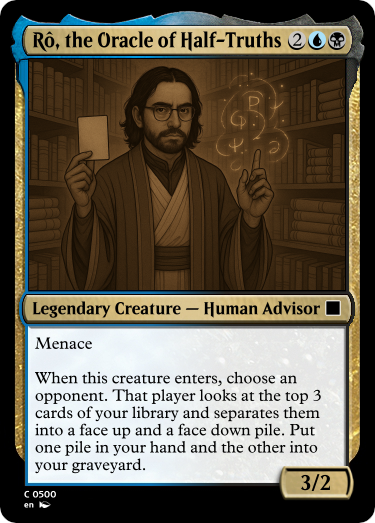 Rô, the Oracle of Half-Truths 2
Legendary Creature — Human Advisor
Menace
When this creature enters, choose an
opponent. That player looks at the top 3
cards of your library and separates them
into a face up and a face down pile. Put
one pile in your hand and the other into
your graveyard.
3/2
C 0500
en